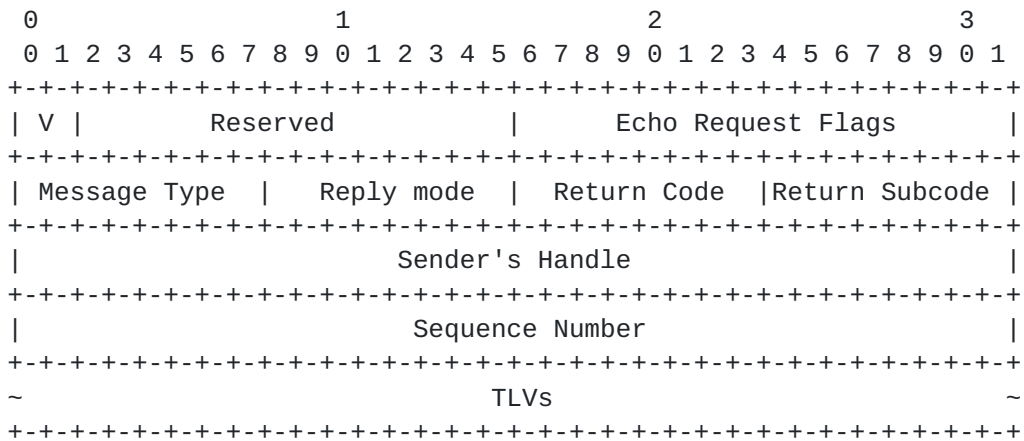 0                   1                   2                   3
 0 1 2 3 4 5 6 7 8 9 0 1 2 3 4 5 6 7 8 9 0 1 2 3 4 5 6 7 8 9 0 1
+-+-+-+-+-+-+-+-+-+-+-+-+-+-+-+-+-+-+-+-+-+-+-+-+-+-+-+-+-+-+-+-+
| V |        Reserved           |      Echo Request Flags       |
+-+-+-+-+-+-+-+-+-+-+-+-+-+-+-+-+-+-+-+-+-+-+-+-+-+-+-+-+-+-+-+-+
| Message Type  |   Reply mode  |  Return Code  |Return Subcode |
+-+-+-+-+-+-+-+-+-+-+-+-+-+-+-+-+-+-+-+-+-+-+-+-+-+-+-+-+-+-+-+-+
|                        Sender's Handle                        |
+-+-+-+-+-+-+-+-+-+-+-+-+-+-+-+-+-+-+-+-+-+-+-+-+-+-+-+-+-+-+-+-+
|                         Sequence Number                       |
+-+-+-+-+-+-+-+-+-+-+-+-+-+-+-+-+-+-+-+-+-+-+-+-+-+-+-+-+-+-+-+-+
~                              TLVs                             ~
+-+-+-+-+-+-+-+-+-+-+-+-+-+-+-+-+-+-+-+-+-+-+-+-+-+-+-+-+-+-+-+-+